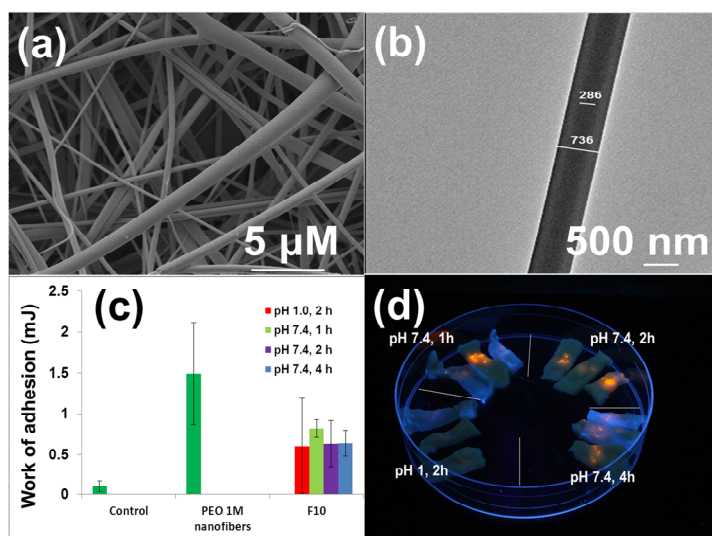 (a)
5 µM
(b)
286
736
500 nm
(c)
Work of adhesion (mJ)
2.5
2
1.5
1
0.5
0
pH 1.0, 2 h
pH 7.4, 1 h
pH 7.4, 2 h
pH 7.4, 4 h
Control
PEO 1M
nanofibers
F10
(d)
pH 7.4, 1h
pH 7.4, 2h
pH 1, 2h
pH 7.4, 4h